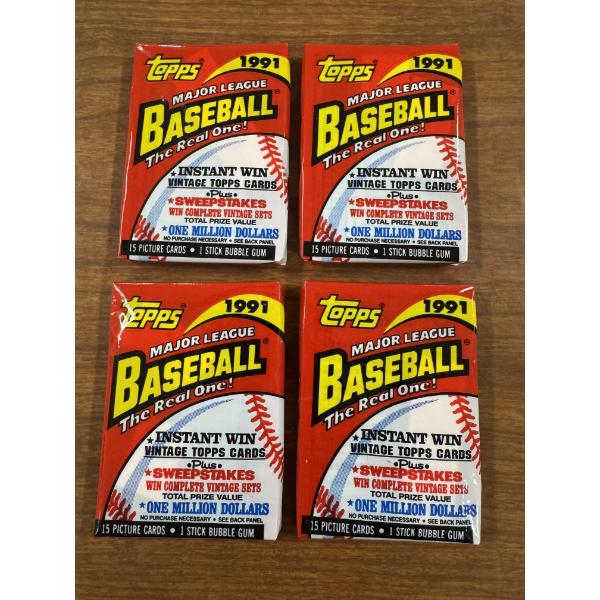 Topps® 1991
MAJOR LEAGUE
BASEBALL®
The Real One!
★INSTANT WIN
VINTAGE TOPPS CARDS
•Plus•
★SWEEPSTAKES
WIN COMPLETE VINTAGE SETS
TOTAL PRIZE VALUE
★ONE MILLION DOLLARS
NO PURCHASE NECESSARY • SEE BACK PANEL
15 PICTURE CARDS • 1 STICK BUBBLE GUM
Topps® 1991
MAJOR LEAGUE
BASEBALL®
The Real One!
★INSTANT WIN
VINTAGE TOPPS CARDS
•Plus•
★SWEEPSTAKES
WIN COMPLETE VINTAGE SETS
TOTAL PRIZE VALUE
★ONE MILLION DOLLARS
NO PURCHASE NECESSARY • SEE BACK PANEL
15 PICTURE CARDS • 1 STICK BUBBLE GUM
Topps® 1991
MAJOR LEAGUE
BASEBALL®
The Real One!
★INSTANT WIN
VINTAGE TOPPS CARDS
•Plus•
★SWEEPSTAKES
WIN COMPLETE VINTAGE SETS
TOTAL PRIZE VALUE
★ONE MILLION DOLLARS
NO PURCHASE NECESSARY • SEE BACK PANEL
15 PICTURE CARDS • 1 STICK BUBBLE GUM
Topps® 1991
MAJOR LEAGUE
BASEBALL®
The Real One!
★INSTANT WIN
VINTAGE TOPPS CARDS
•Plus•
★SWEEPSTAKES
WIN COMPLETE VINTAGE SETS
TOTAL PRIZE VALUE
★ONE MILLION DOLLARS
NO PURCHASE NECESSARY • SEE BACK PANEL
15 PICTURE CARDS • 1 STICK BUBBLE GUM